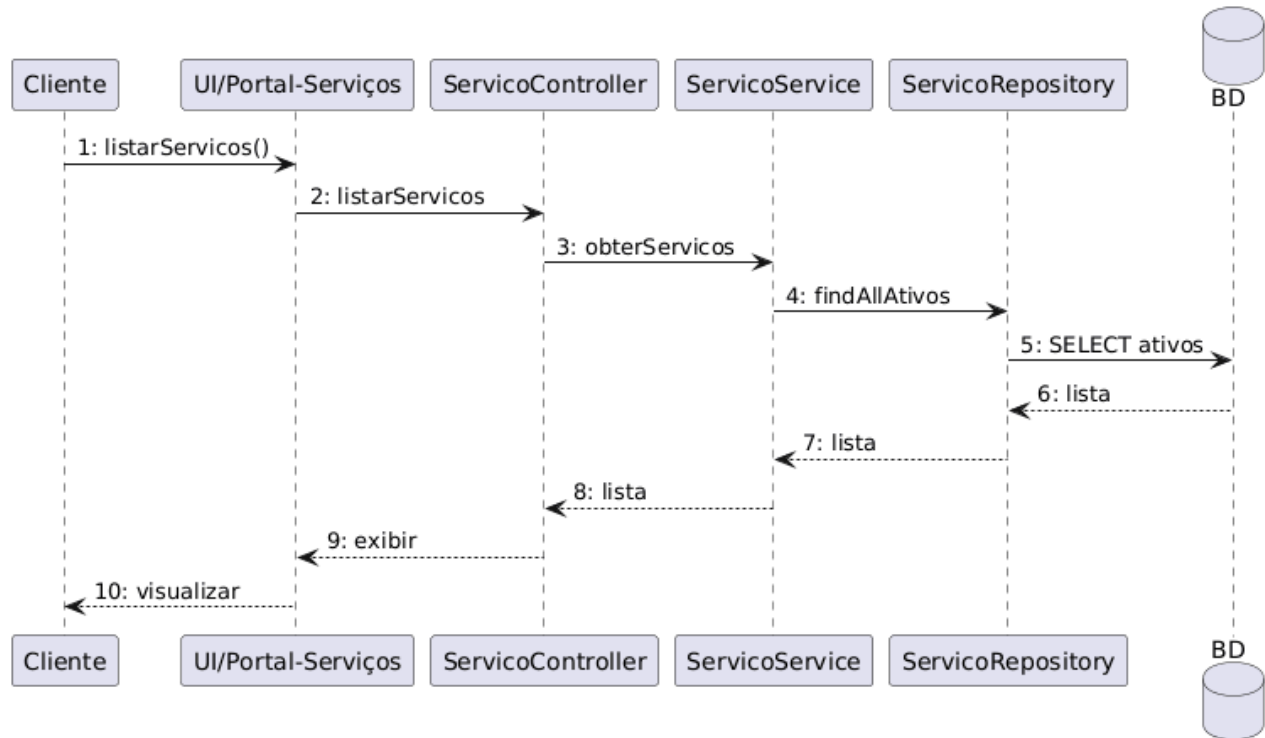 Cliente
UI/Portal-Serviços
ServicoController
ServicoService
ServicoRepository
BD
1: listarServicos()
2: listarServicos
3: obterServicos
4: findAllAtivos
5: SELECT ativos
6: lista
7: lista
8: lista
9: exibir
10: visualizar
Cliente
UI/Portal-Serviços
ServicoController
ServicoService
ServicoRepository
BD